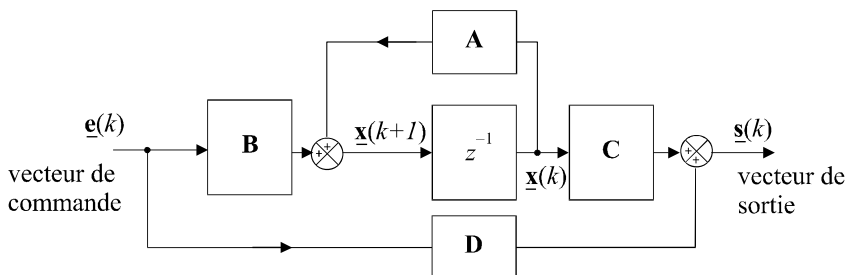 A
e(k)
B
+
+
x(k+1)
z⁻¹
x(k)
C
+
+
s(k)
vecteur de
commande
vecteur de
sortie
D